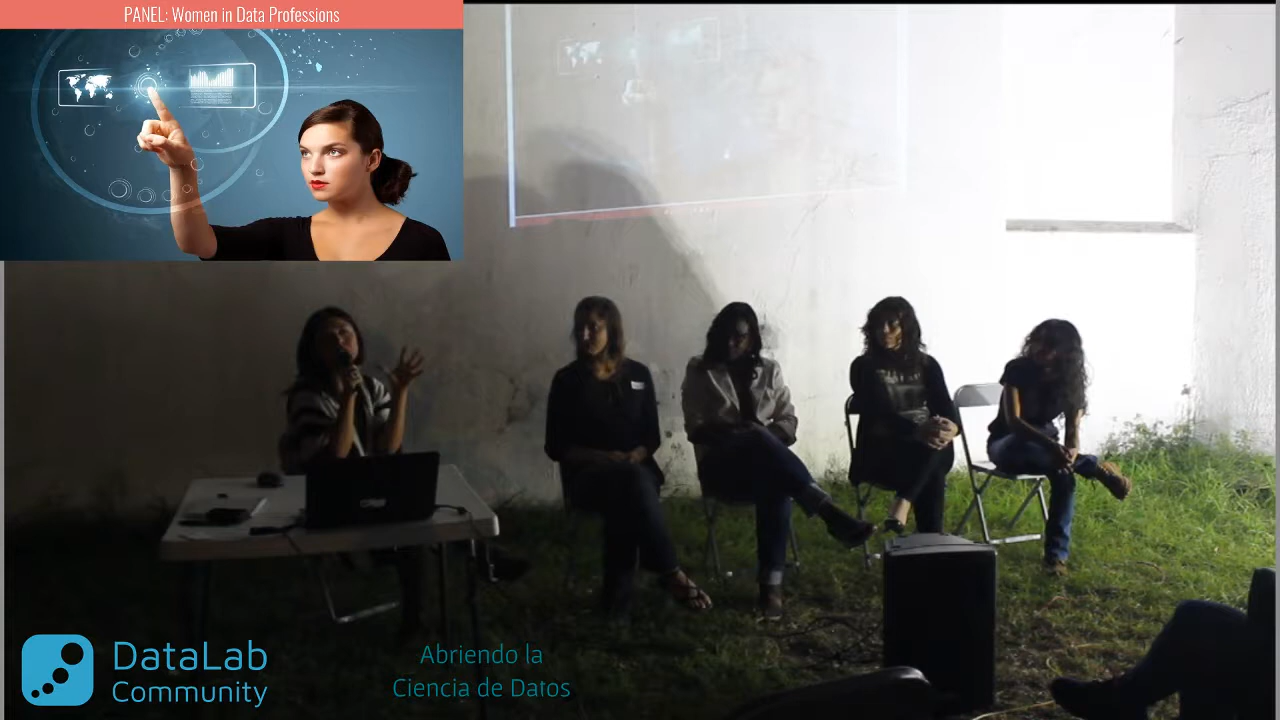 PANEL: Women in Data Professions
DataLab
Community
Abriendo la
Ciencia de Datos